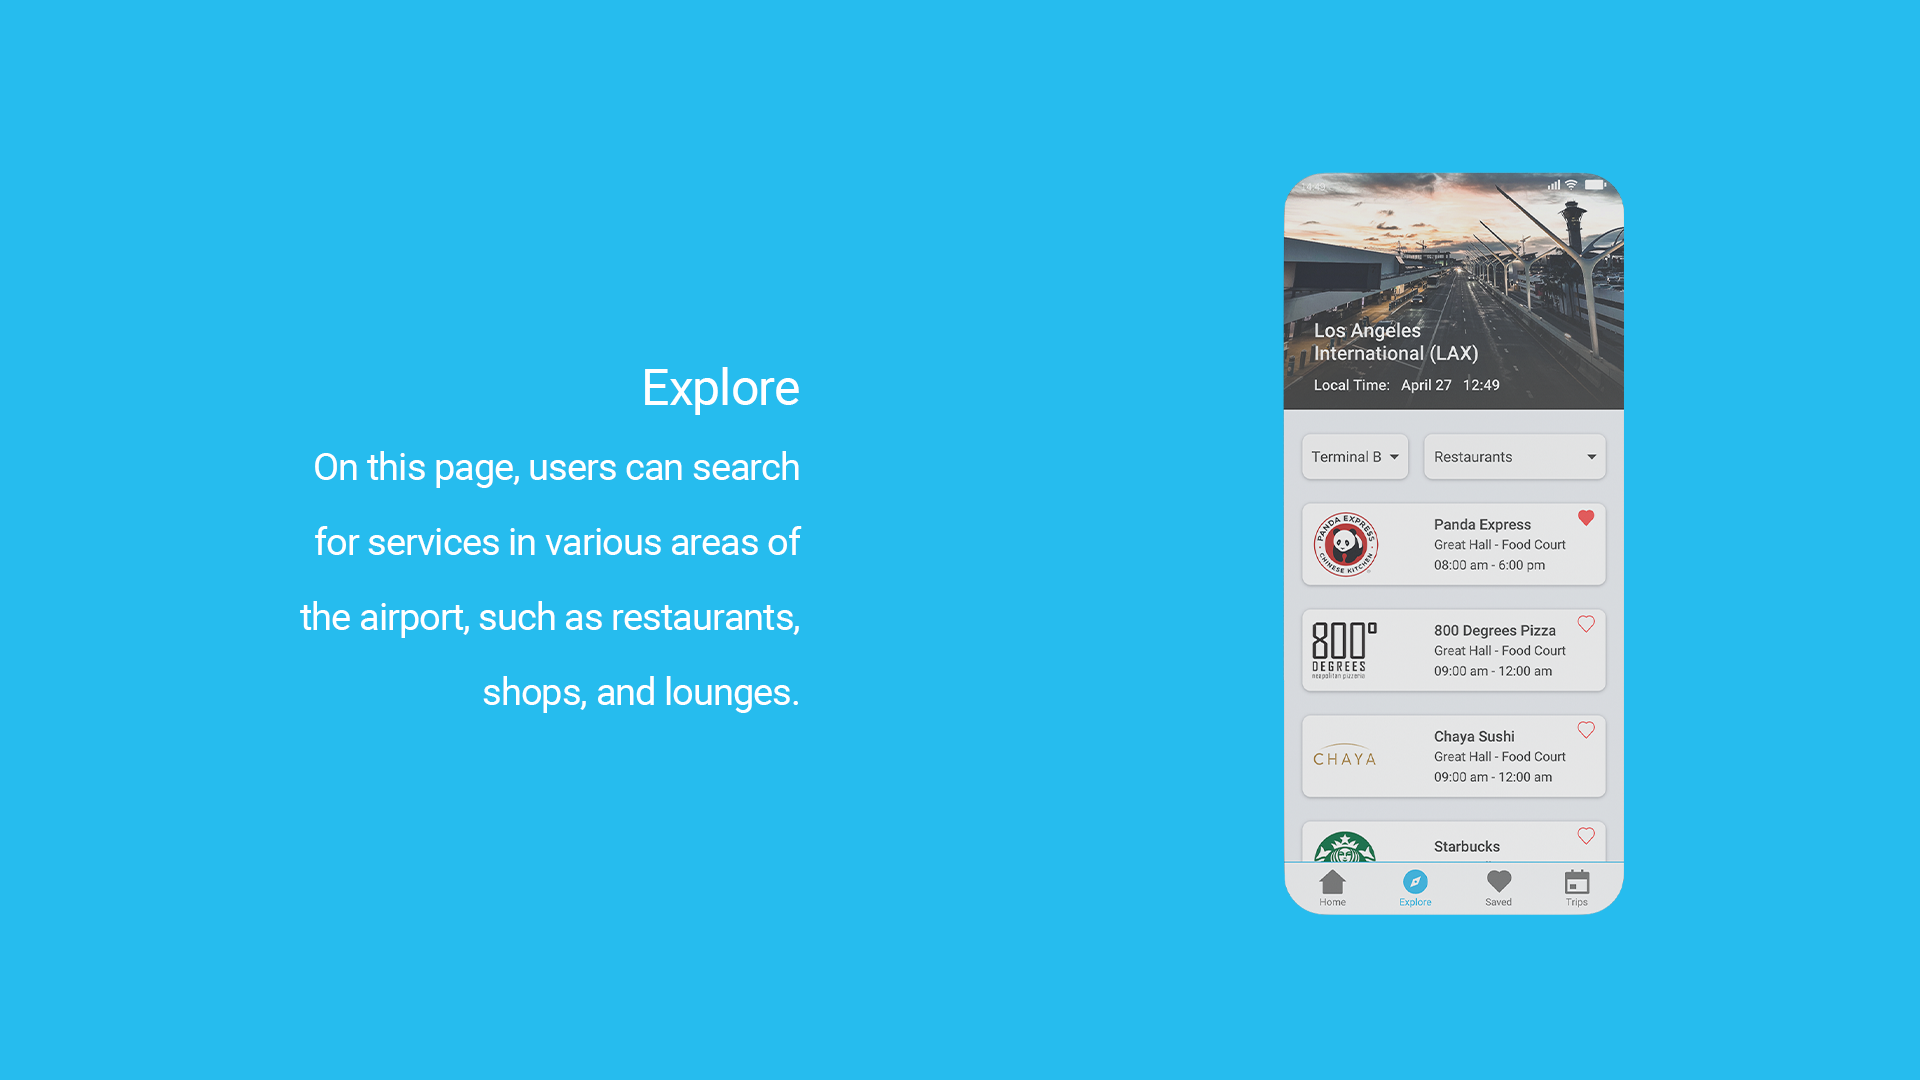 Explore
On this page, users can search
for services in various areas of
the airport, such as restaurants,
shops, and lounges.
14:49
Los Angeles
International (LAX)
Local Time: April 27 12:49
Terminal B
Restaurants
PANDA EXPRESS
CHINESE KITCHEN
Panda Express
Great Hall - Food Court
08:00 am - 6:00 pm
800°
DEGREES
neapolitan pizzeria
800 Degrees Pizza
Great Hall - Food Court
09:00 am - 12:00 am
CHAYA
Chaya Sushi
Great Hall - Food Court
09:00 am - 12:00 am
Starbucks
Home
Explore
Saved
Trips